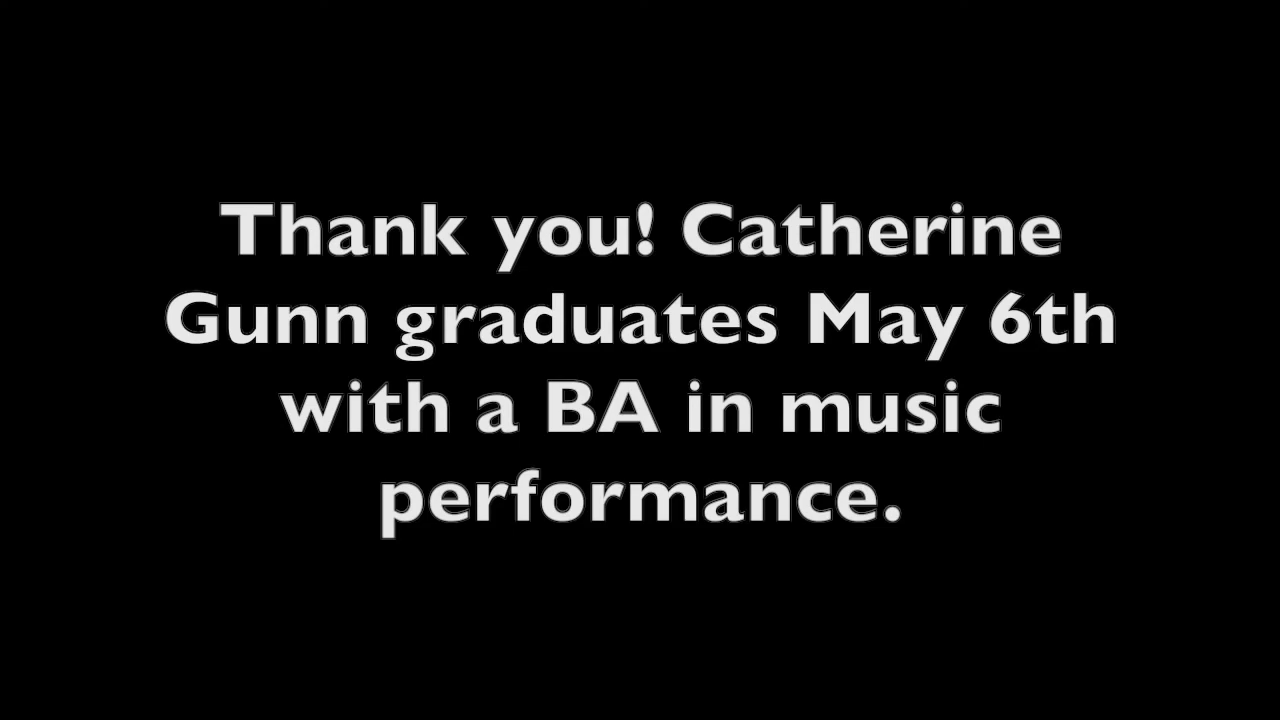 Thank you! Catherine
Gunn graduates May 6th
with a BA in music
performance.